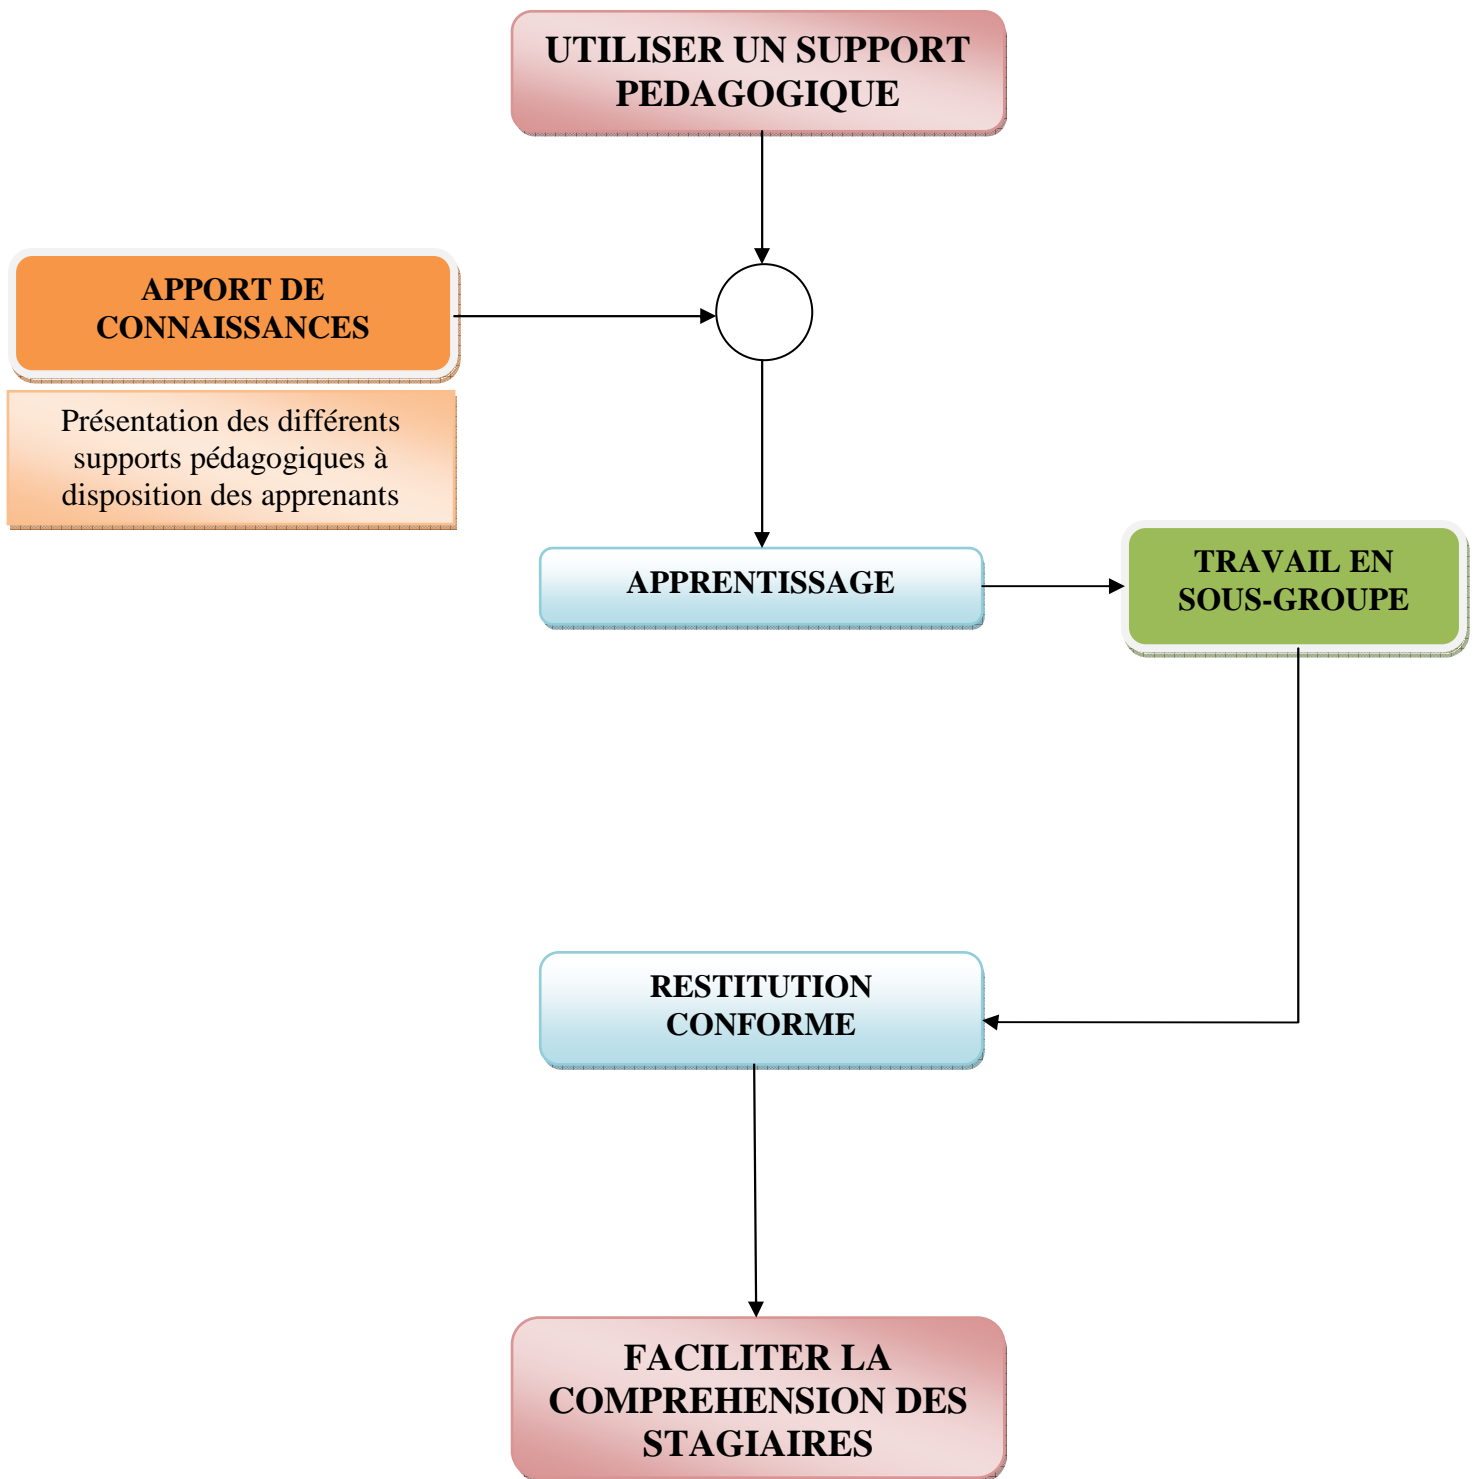 UTILISER UN SUPPORT
PEDAGOGIQUE
APPORT DE
CONNAISSANCES
Présentation des différents
supports pédagogiques à
disposition des apprenants
APPRENTISSAGE
TRAVAIL EN
SOUS-GROUPE
RESTITUTION
CONFORME
FACILITER LA
COMPREHENSION DES
STAGIAIRES